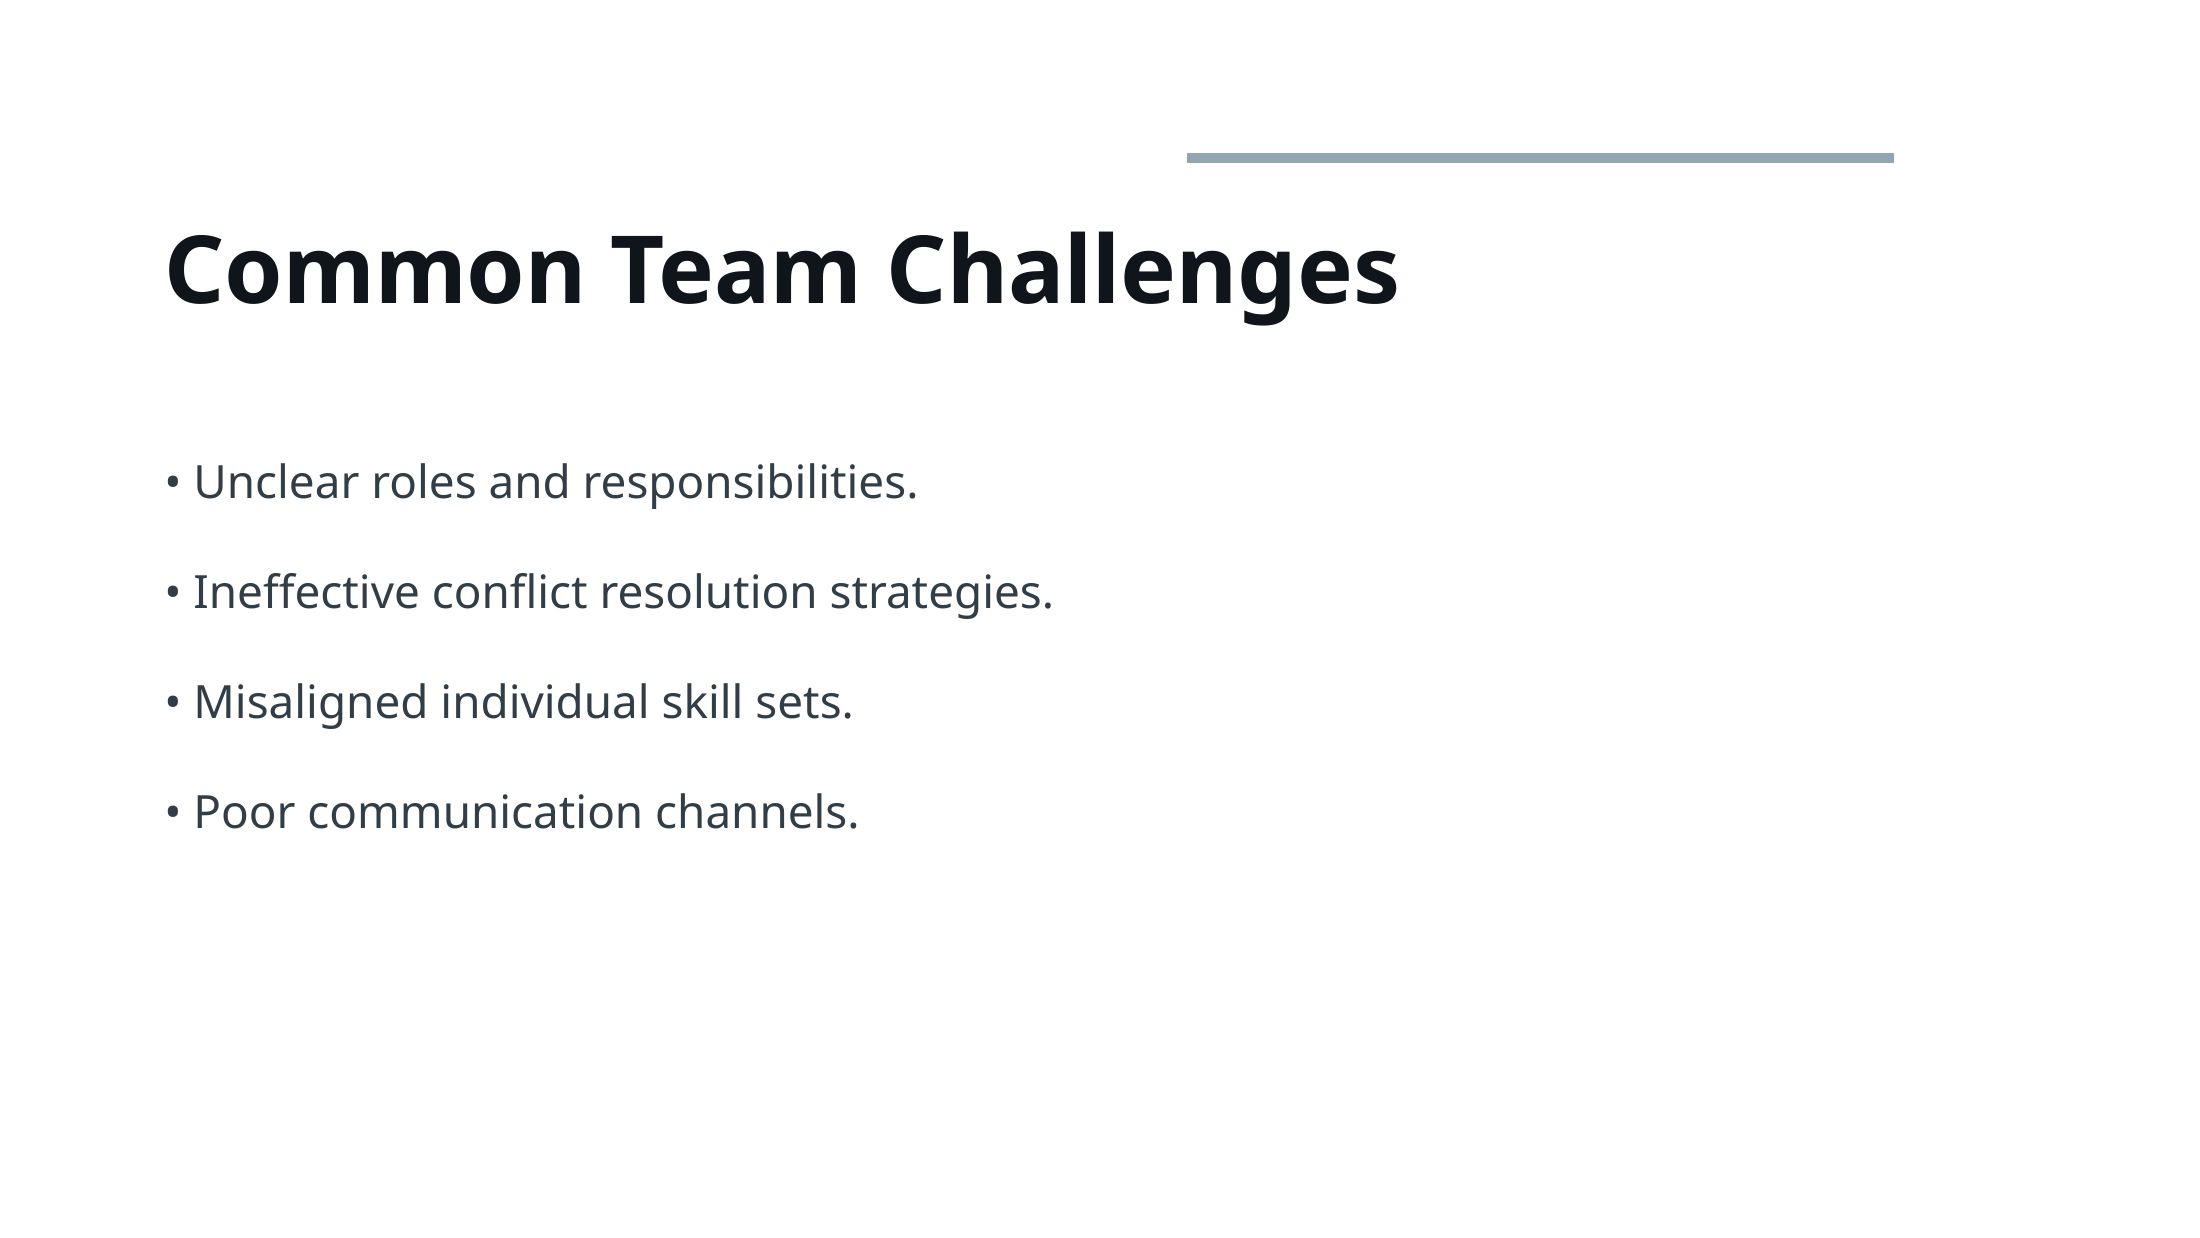 Common Team Challenges
• Unclear roles and responsibilities.
• Ineffective conflict resolution strategies.
• Misaligned individual skill sets.
• Poor communication channels.